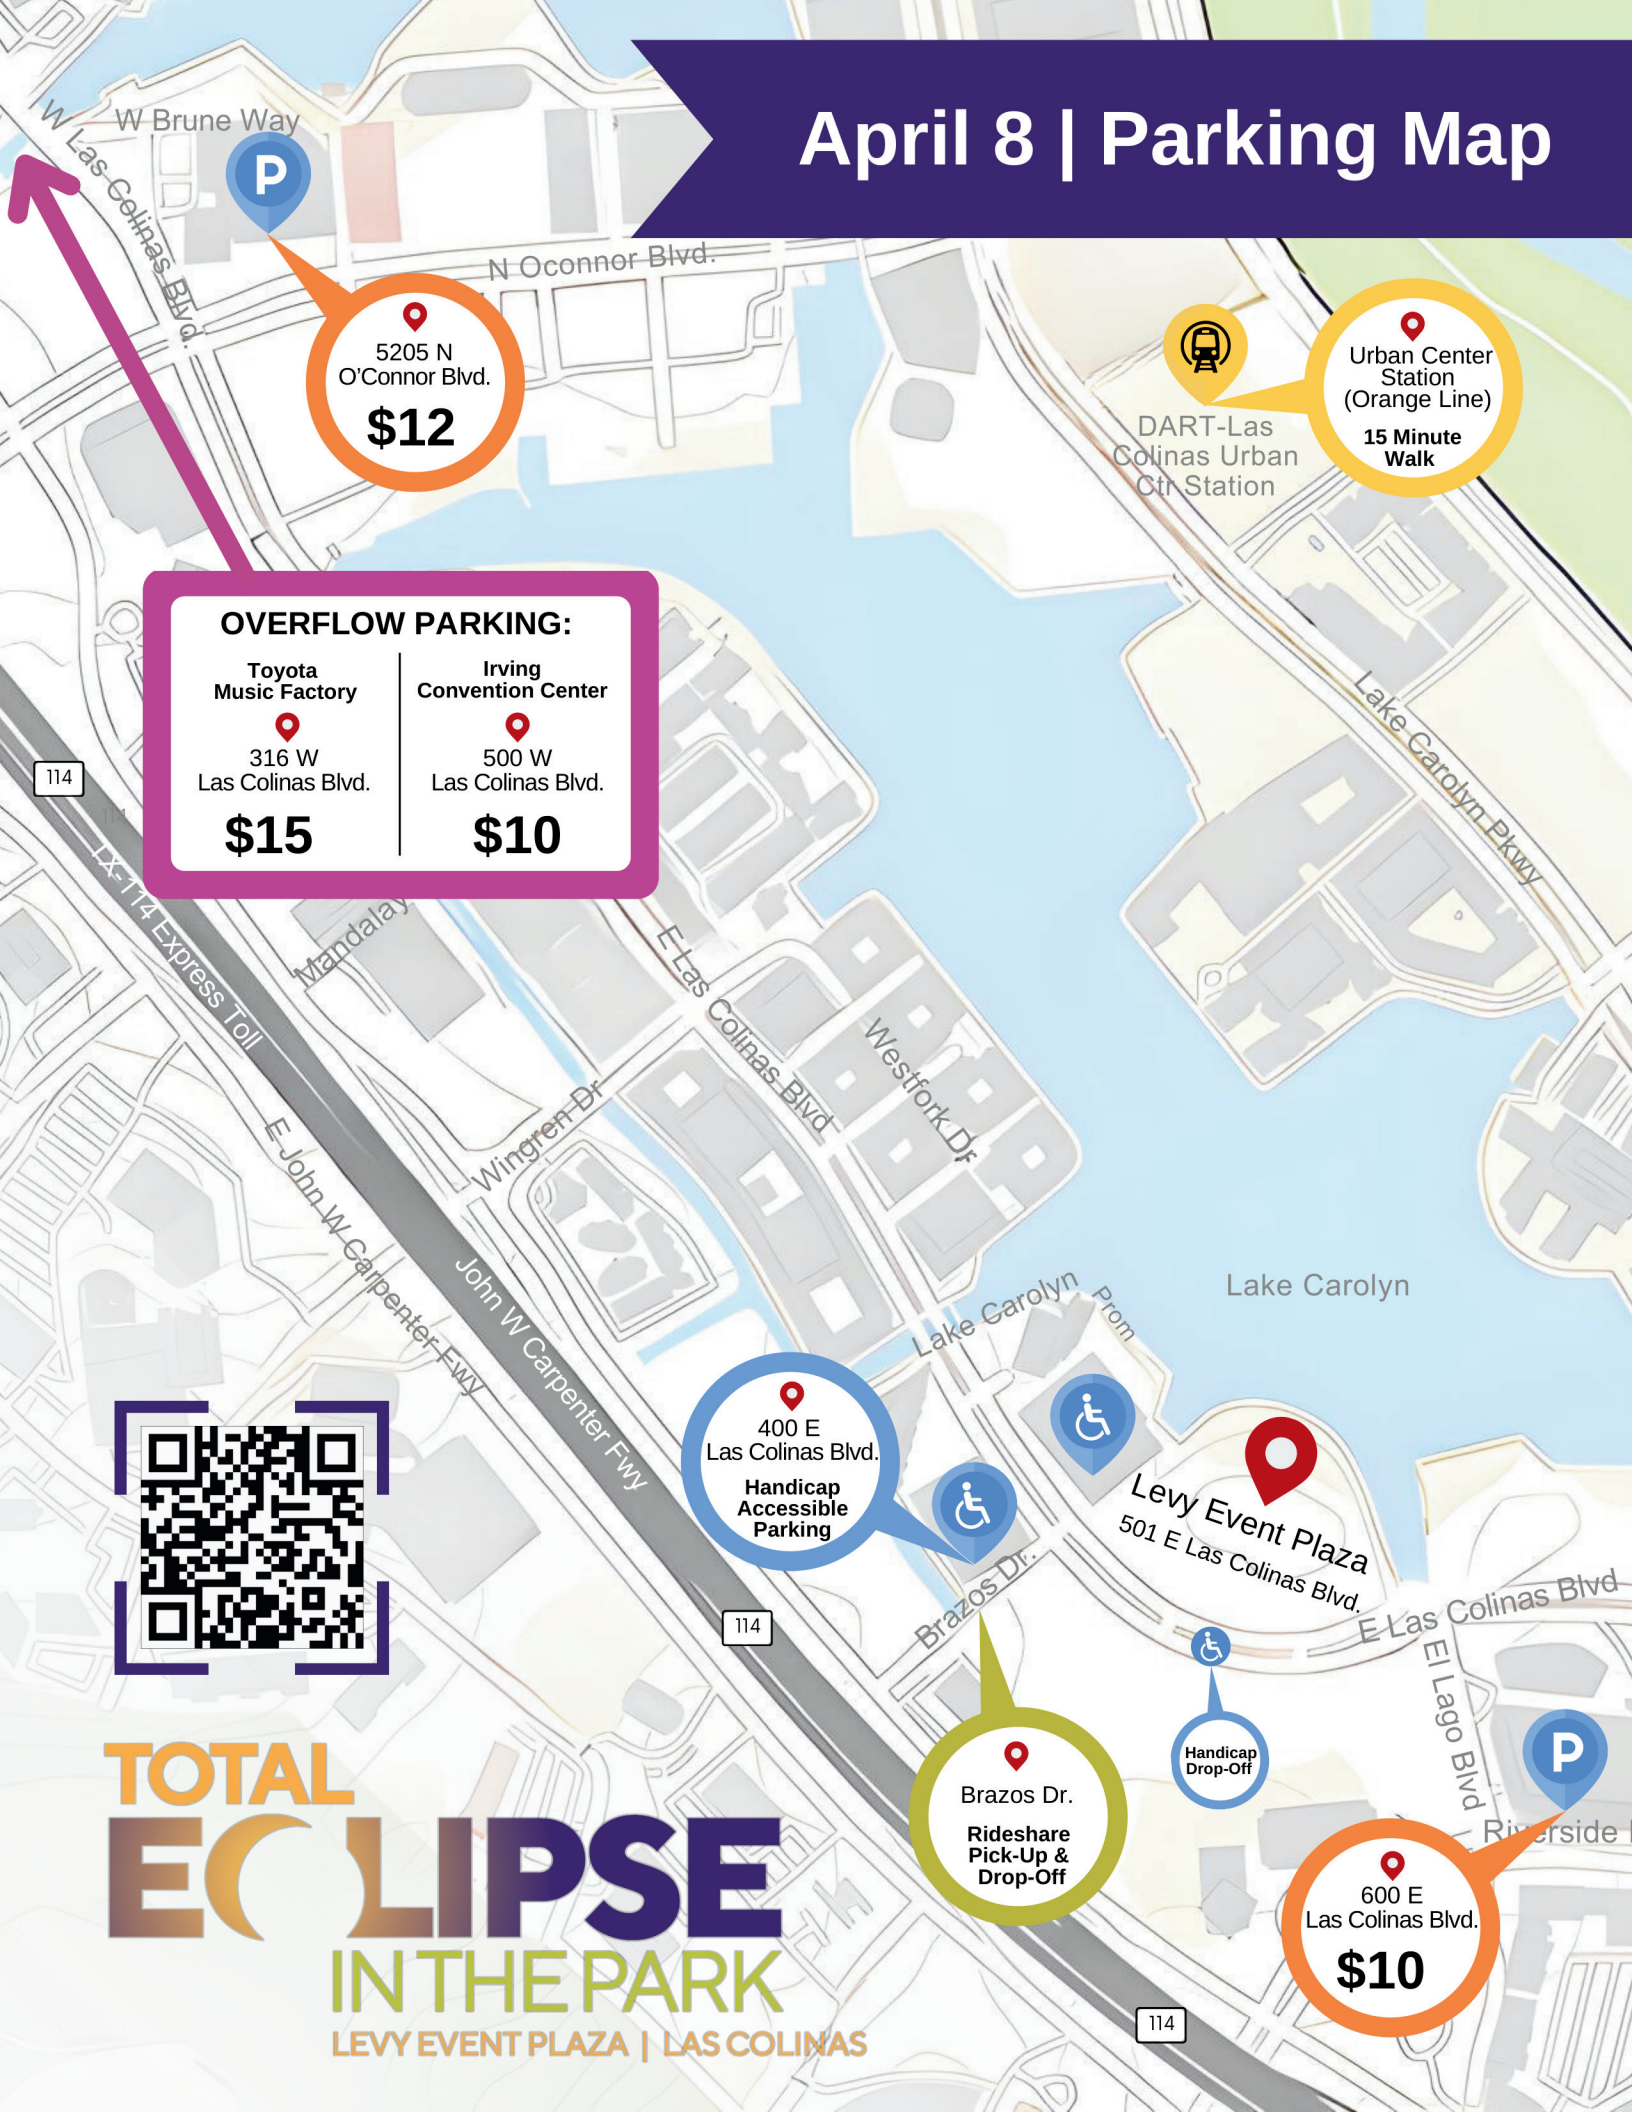 April 8 | Parking Map
W Brune Way
W Las Colinas Blvd.
P
N Oconnor Blvd.
5205 N
O'Connor Blvd.
$12
Urban Center
Station
(Orange Line)
15 Minute
Walk
DART-Las
Colinas Urban
Ctr Station
OVERFLOW PARKING:
Toyota
Music Factory
316 W
Las Colinas Blvd.
$15
Irving
Convention Center
500 W
Las Colinas Blvd.
$10
Lake Carolyn Pkwy
114
114
TX-114 Express Toll
Mandalay
E Las Colinas Blvd
Westfork Dr
Wingren Dr
E John W Carpenter Fwy
John W Carpenter Fwy
Lake Carolyn
Prom
Lake Carolyn
400 E
Las Colinas Blvd.
Handicap
Accessible
Parking
Levy Event Plaza
501 E Las Colinas Blvd.
Brazos Dr.
E Las Colinas Blvd
El Lago Blvd
114
Handicap
Drop-Off
P
Riverside
Brazos Dr.
Rideshare
Pick-Up &
Drop-Off
600 E
Las Colinas Blvd.
$10
114
TOTAL
ECLIPSE
IN THE PARK
LEVY EVENT PLAZA | LAS COLINAS